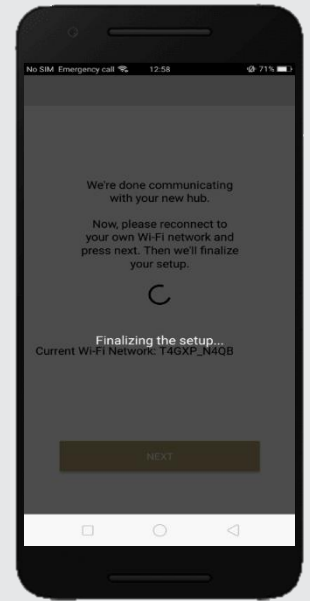 No SIM Emergency call 12:58 71%
We're done communicating
with your new hub.
Now, please reconnect to
your own Wi-Fi network and
press next. Then we'll finalize
your setup.
Finalizing the setup...
Current Wi-Fi Network: T4GXP_N4QB
NEXT